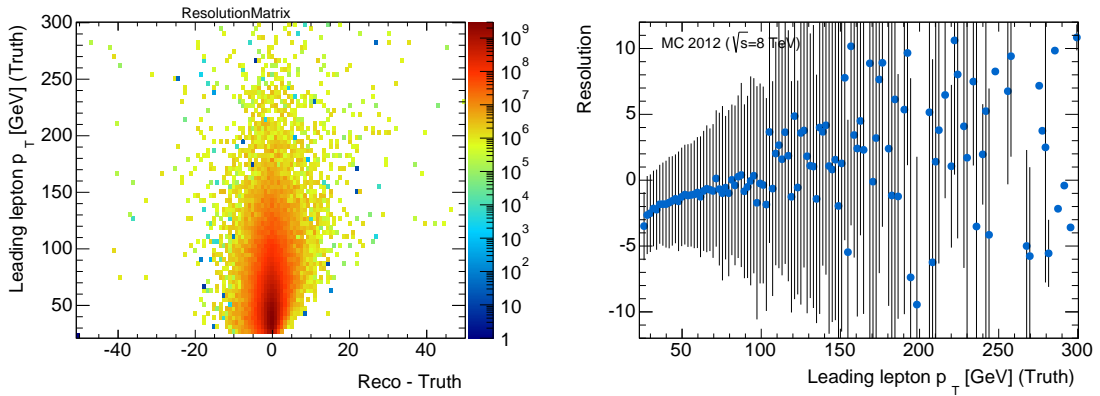 ResolutionMatrix
Leading lepton p_T [GeV] (Truth)
300
250
200
150
100
50
-40 -20 0 20 40
Reco - Truth
10^9
10^8
10^7
10^6
10^5
10^4
10^3
10^2
10
1
MC 2012 (√s=8 TeV)
Resolution
10
5
0
-5
-10
50 100 150 200 250 300
Leading lepton p_T [GeV] (Truth)